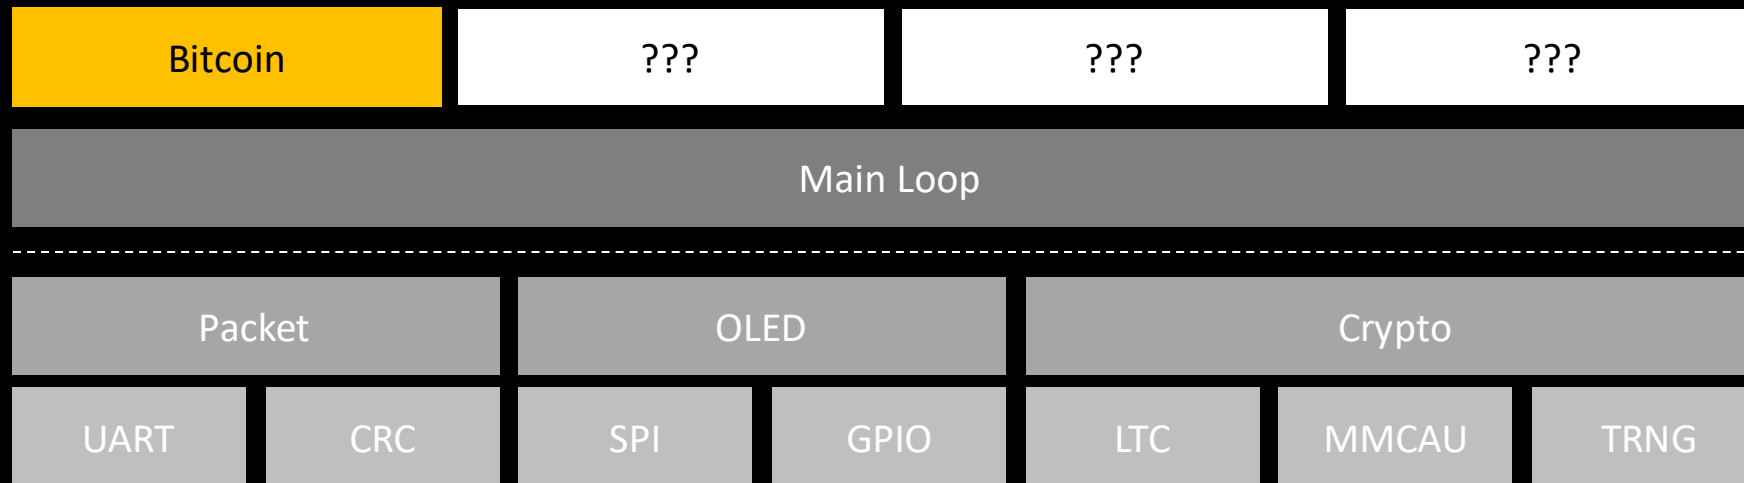 Bitcoin ??? ??? ???
Main Loop
Packet OLED Crypto
UART CRC SPI GPIO LTC MMCAU TRNG